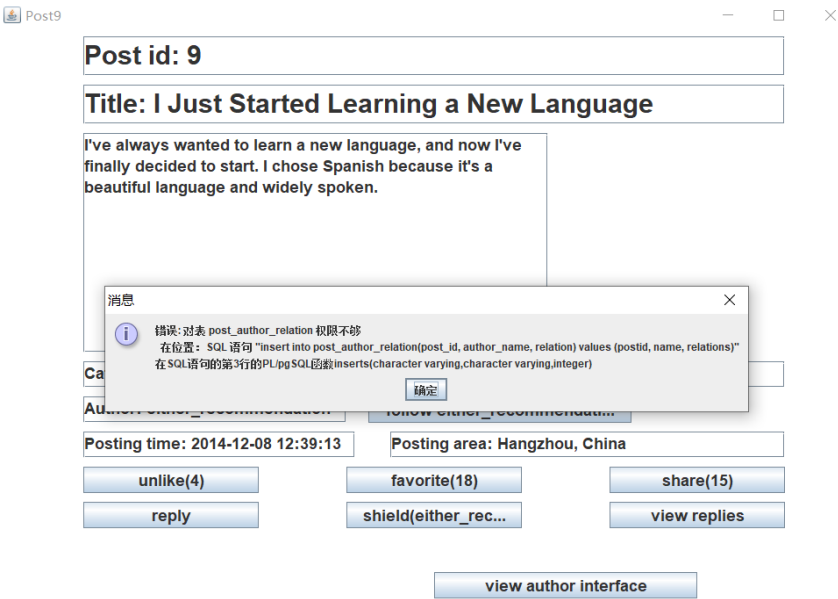 Post9
Post id: 9
Title: I Just Started Learning a New Language
I've always wanted to learn a new language, and now I've
finally decided to start. I chose Spanish because it's a
beautiful language and widely spoken.
消息
错误: 对表 post_author_relation 权限不够
在位置：SQL 语句 "insert into post_author_relation(post_id, author_name, relation) values (postid, name, relations)"
在SQL语句的第3行的PL/pgSQL函数inserts(character varying,character varying,integer)
确定
Ca
Author: either_recommendation
follow either_recommendati...
Posting time: 2014-12-08 12:39:13
Posting area: Hangzhou, China
unlike(4)
favorite(18)
share(15)
reply
shield(either_rec...
view replies
view author interface